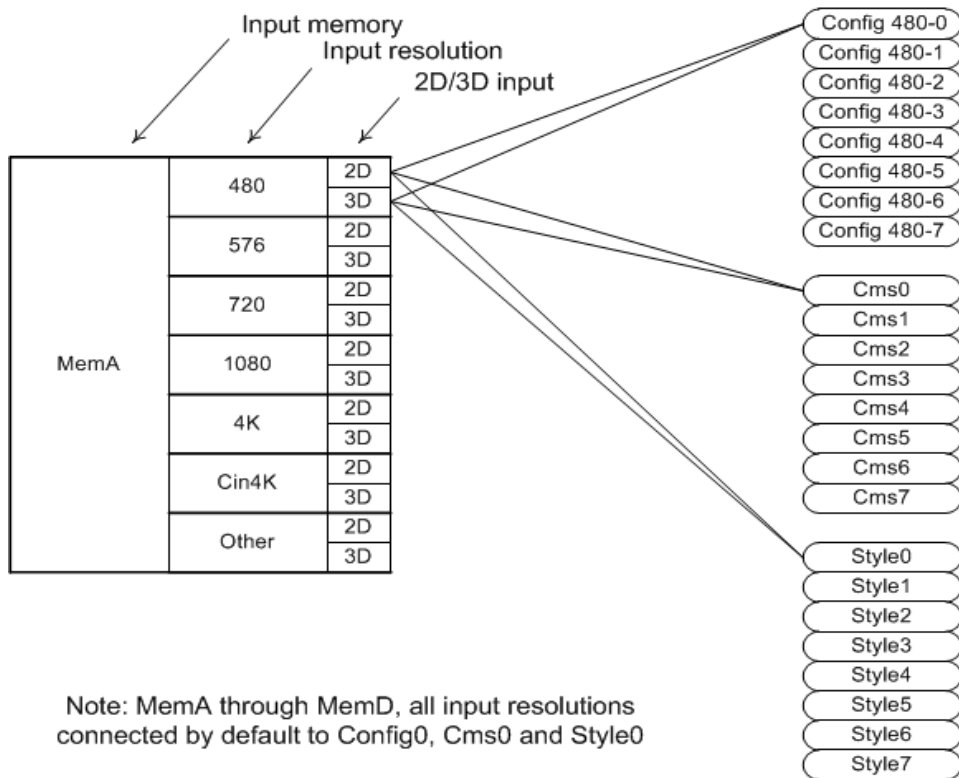 Input memory
Input resolution
2D/3D input
MemA
480
2D
3D
576
2D
3D
720
2D
3D
1080
2D
3D
4K
2D
3D
Cin4K
2D
3D
Other
2D
3D
Config 480-0
Config 480-1
Config 480-2
Config 480-3
Config 480-4
Config 480-5
Config 480-6
Config 480-7
Cms0
Cms1
Cms2
Cms3
Cms4
Cms5
Cms6
Cms7
Style0
Style1
Style2
Style3
Style4
Style5
Style6
Style7
Note: MemA through MemD, all input resolutions
connected by default to Config0, Cms0 and Style0